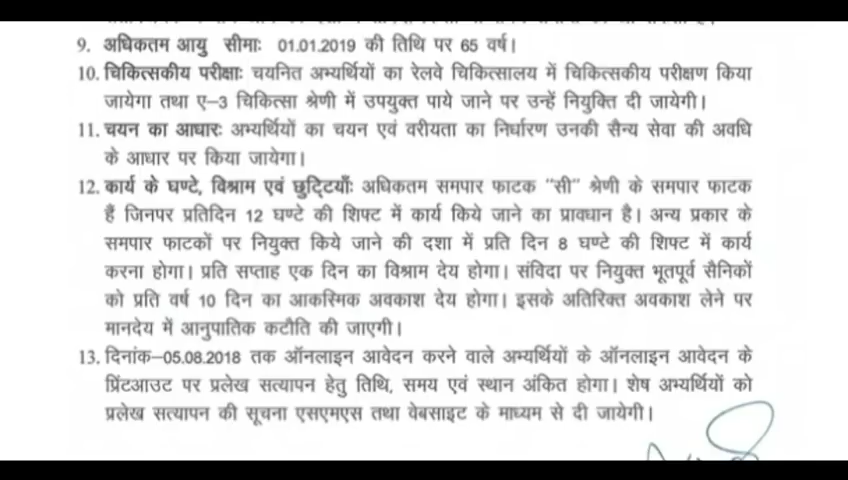 9. अधिकतम आयु सीमाः 01.01.2019 की तिथि पर 65 वर्ष।
10. चिकित्सकीय परीक्षाः चयनित अभ्यर्थियों का रेलवे चिकित्सालय में चिकित्सकीय परीक्षण किया
जायेगा तथा ए–3 चिकित्सा श्रेणी में उपयुक्त पाये जाने पर उन्हें नियुक्ति दी जायेगी।
11. चयन का आधारः अभ्यर्थियों का चयन एवं वरीयता का निर्धारण उनकी सैन्य सेवा की अवधि
के आधार पर किया जायेगा।
12. कार्य के घण्टे, विश्राम एवं छुट्टियाँः अधिकतम समपार फाटक "सी" श्रेणी के समपार फाटक
हैं जिनपर प्रतिदिन 12 घण्टे की शिफ्ट में कार्य किये जाने का प्रावधान है। अन्य प्रकार के
समपार फाटकों पर नियुक्त किये जाने की दशा में प्रति दिन 8 घण्टे की शिफ्ट में कार्य
करना होगा। प्रति सप्ताह एक दिन का विश्राम देय होगा। संविदा पर नियुक्त भूतपूर्व सैनिकों
को प्रति वर्ष 10 दिन का आकस्मिक अवकाश देय होगा। इसके अतिरिक्त अवकाश लेने पर
मानदेय में आनुपातिक कटौति की जाएगी।
13. दिनांक–05.08.2018 तक ऑनलाइन आवेदन करने वाले अभ्यर्थियों के ऑनलाइन आवेदन के
प्रिंटआउट पर प्रलेख सत्यापन हेतु तिथि, समय एवं स्थान अंकित होगा। शेष अभ्यर्थियों को
प्रलेख सत्यापन की सूचना एसएमएस तथा वेबसाइट के माध्यम से दी जायेगी।